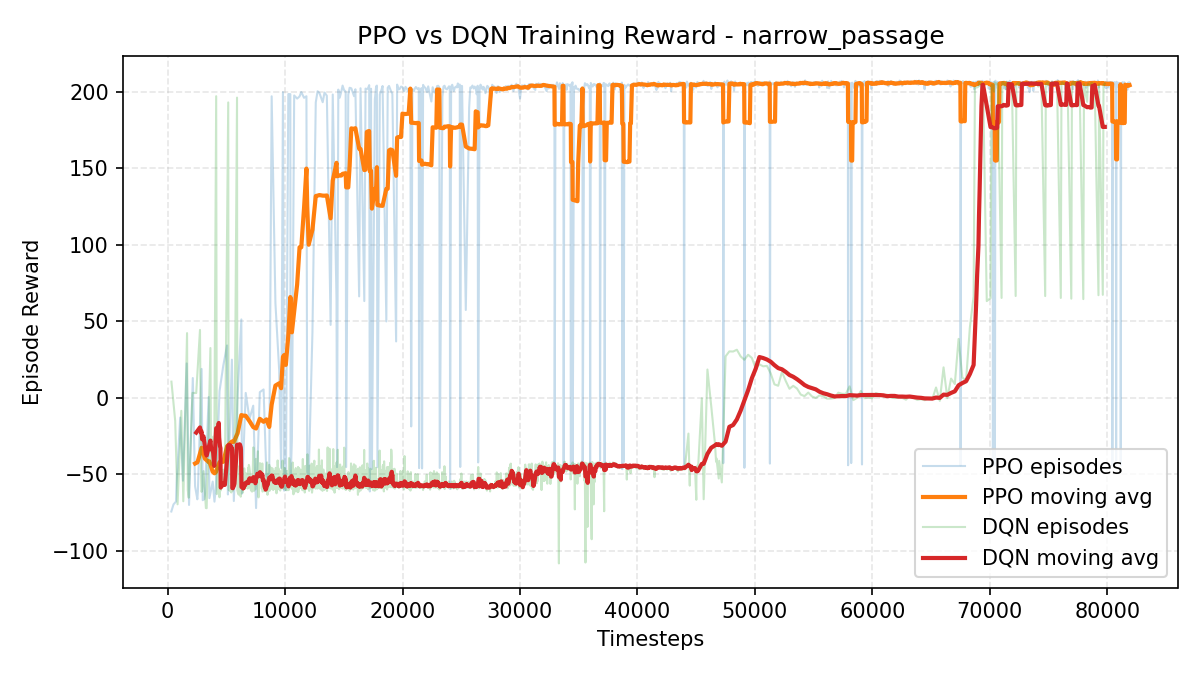 PPO vs DQN Training Reward - narrow_passage
Episode Reward
200
150
100
50
0
−50
−100
0
10000
20000
30000
40000
50000
60000
70000
80000
Timesteps
PPO episodes
PPO moving avg
DQN episodes
DQN moving avg